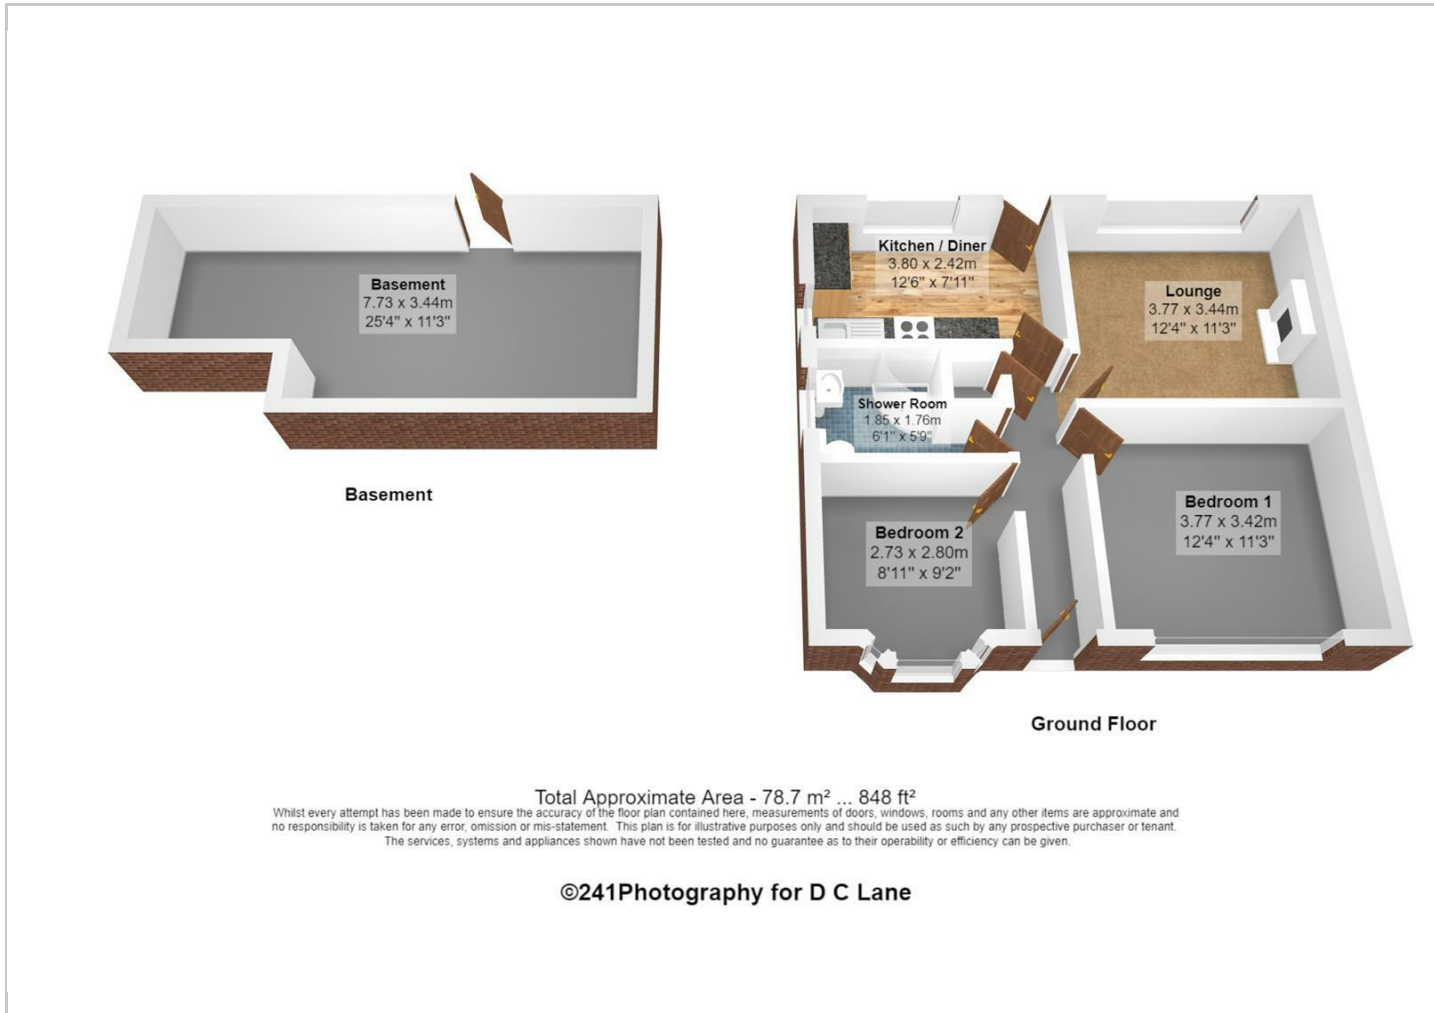 Basement
7.73 x 3.44m
25'4" x 11'3"
Basement
Kitchen / Diner
3.80 x 2.42m
12'6" x 7'11"
Lounge
3.77 x 3.44m
12'4" x 11'3"
Shower Room
1.85 x 1.76m
6'1" x 5'9"
Bedroom 2
2.73 x 2.80m
8'11" x 9'2"
Bedroom 1
3.77 x 3.42m
12'4" x 11'3"
Ground Floor
Total Approximate Area - 78.7 m² ... 848 ft²
Whilst every attempt has been made to ensure the accuracy of the floor plan contained here, measurements of doors, windows, rooms and any other items are approximate and
no responsibility is taken for any error, omission or mis-statement. This plan is for illustrative purposes only and should be used as such by any prospective purchaser or tenant.
The services, systems and appliances shown have not been tested and no guarantee as to their operability or efficiency can be given.
©241Photography for D C Lane